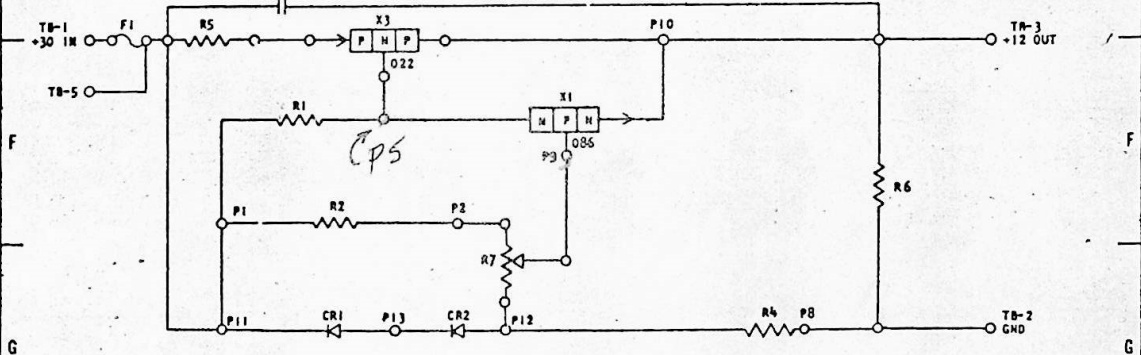 TB-1
+30 IN
F1
R5
X3
P N P
022
P10
TB-3
+12 OUT
TB-5
R1
X1
N P N
086
P9
CP5
F
F
R6
P1
R2
P2
R7
P11
CR1
P13
CR2
P12
R4
P8
TB-2
GND
G
G